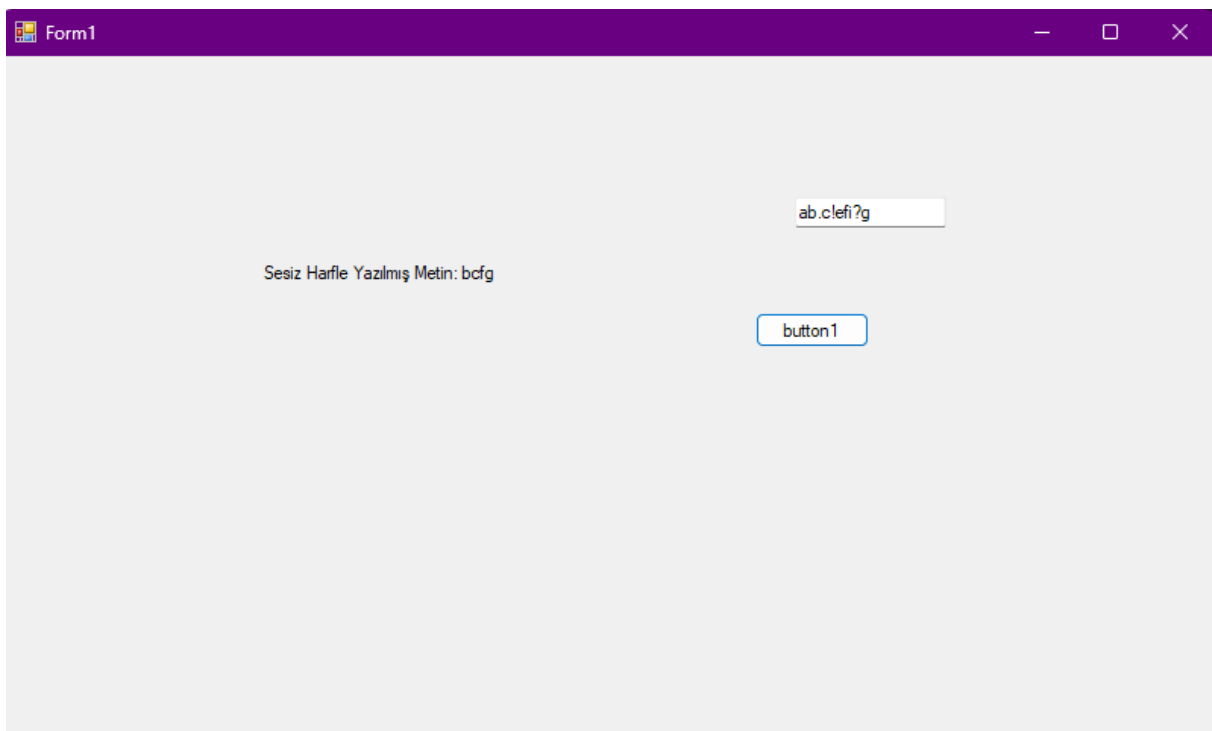 Form1
ab.c!efi?g
Sesiz Harfle Yazılmış Metin: bcfg
button1